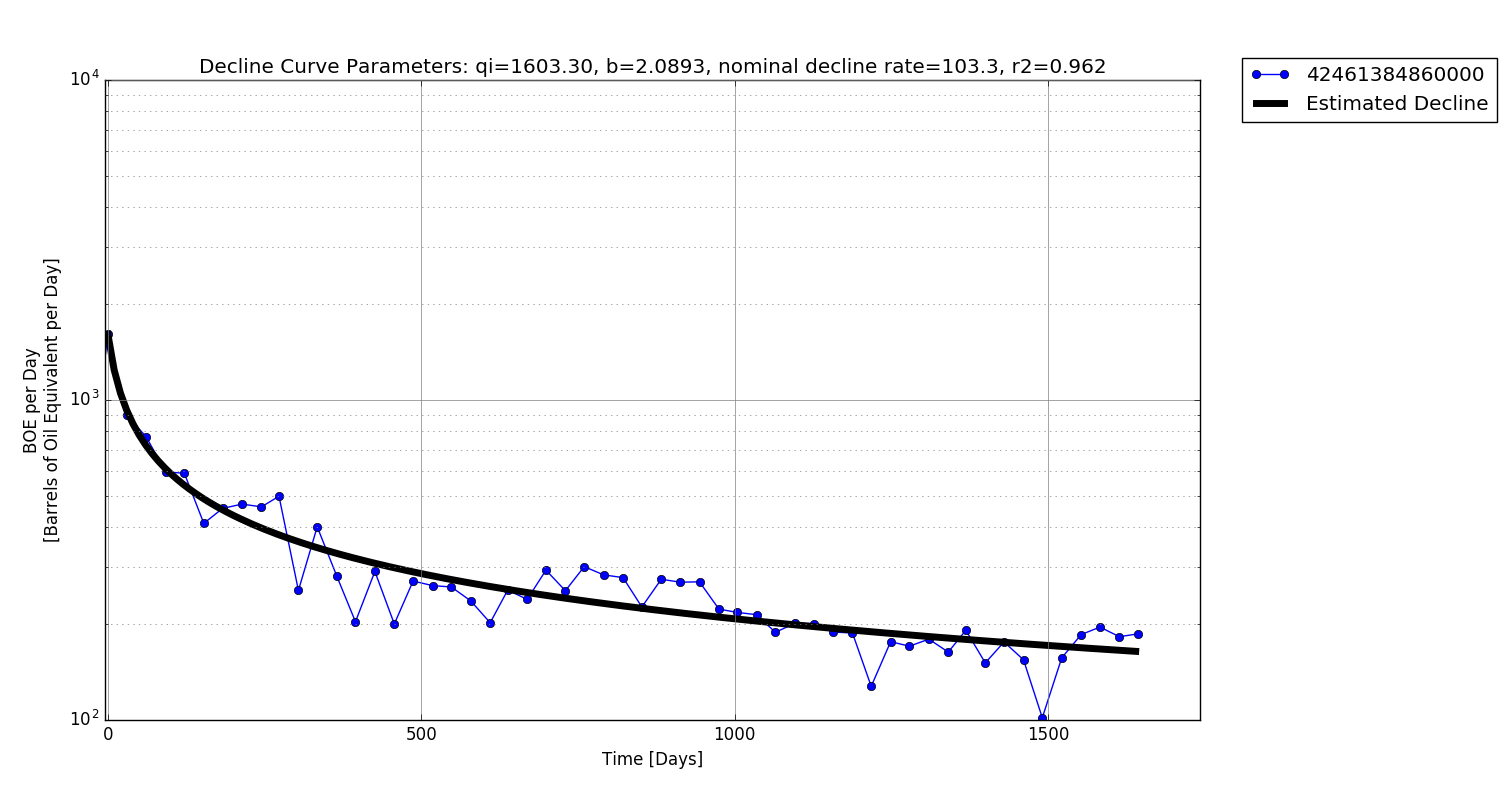 Decline Curve Parameters: qi=1603.30, b=2.0893, nominal decline rate=103.3, r2=0.962
42461384860000
Estimated Decline
10^4
10^3
10^2
BOE per Day
[Barrels of Oil Equivalent per Day]
0 500 1000 1500
Time [Days]